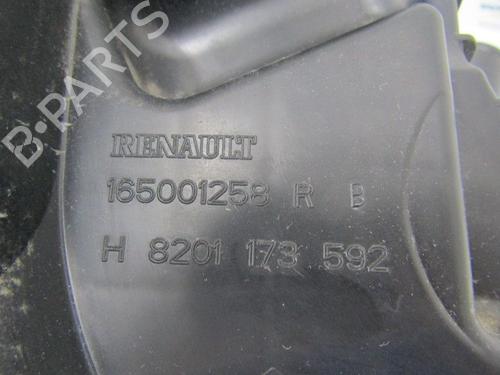 B-PARTS
RENAULT
165001258 R B
H 8201 173 592